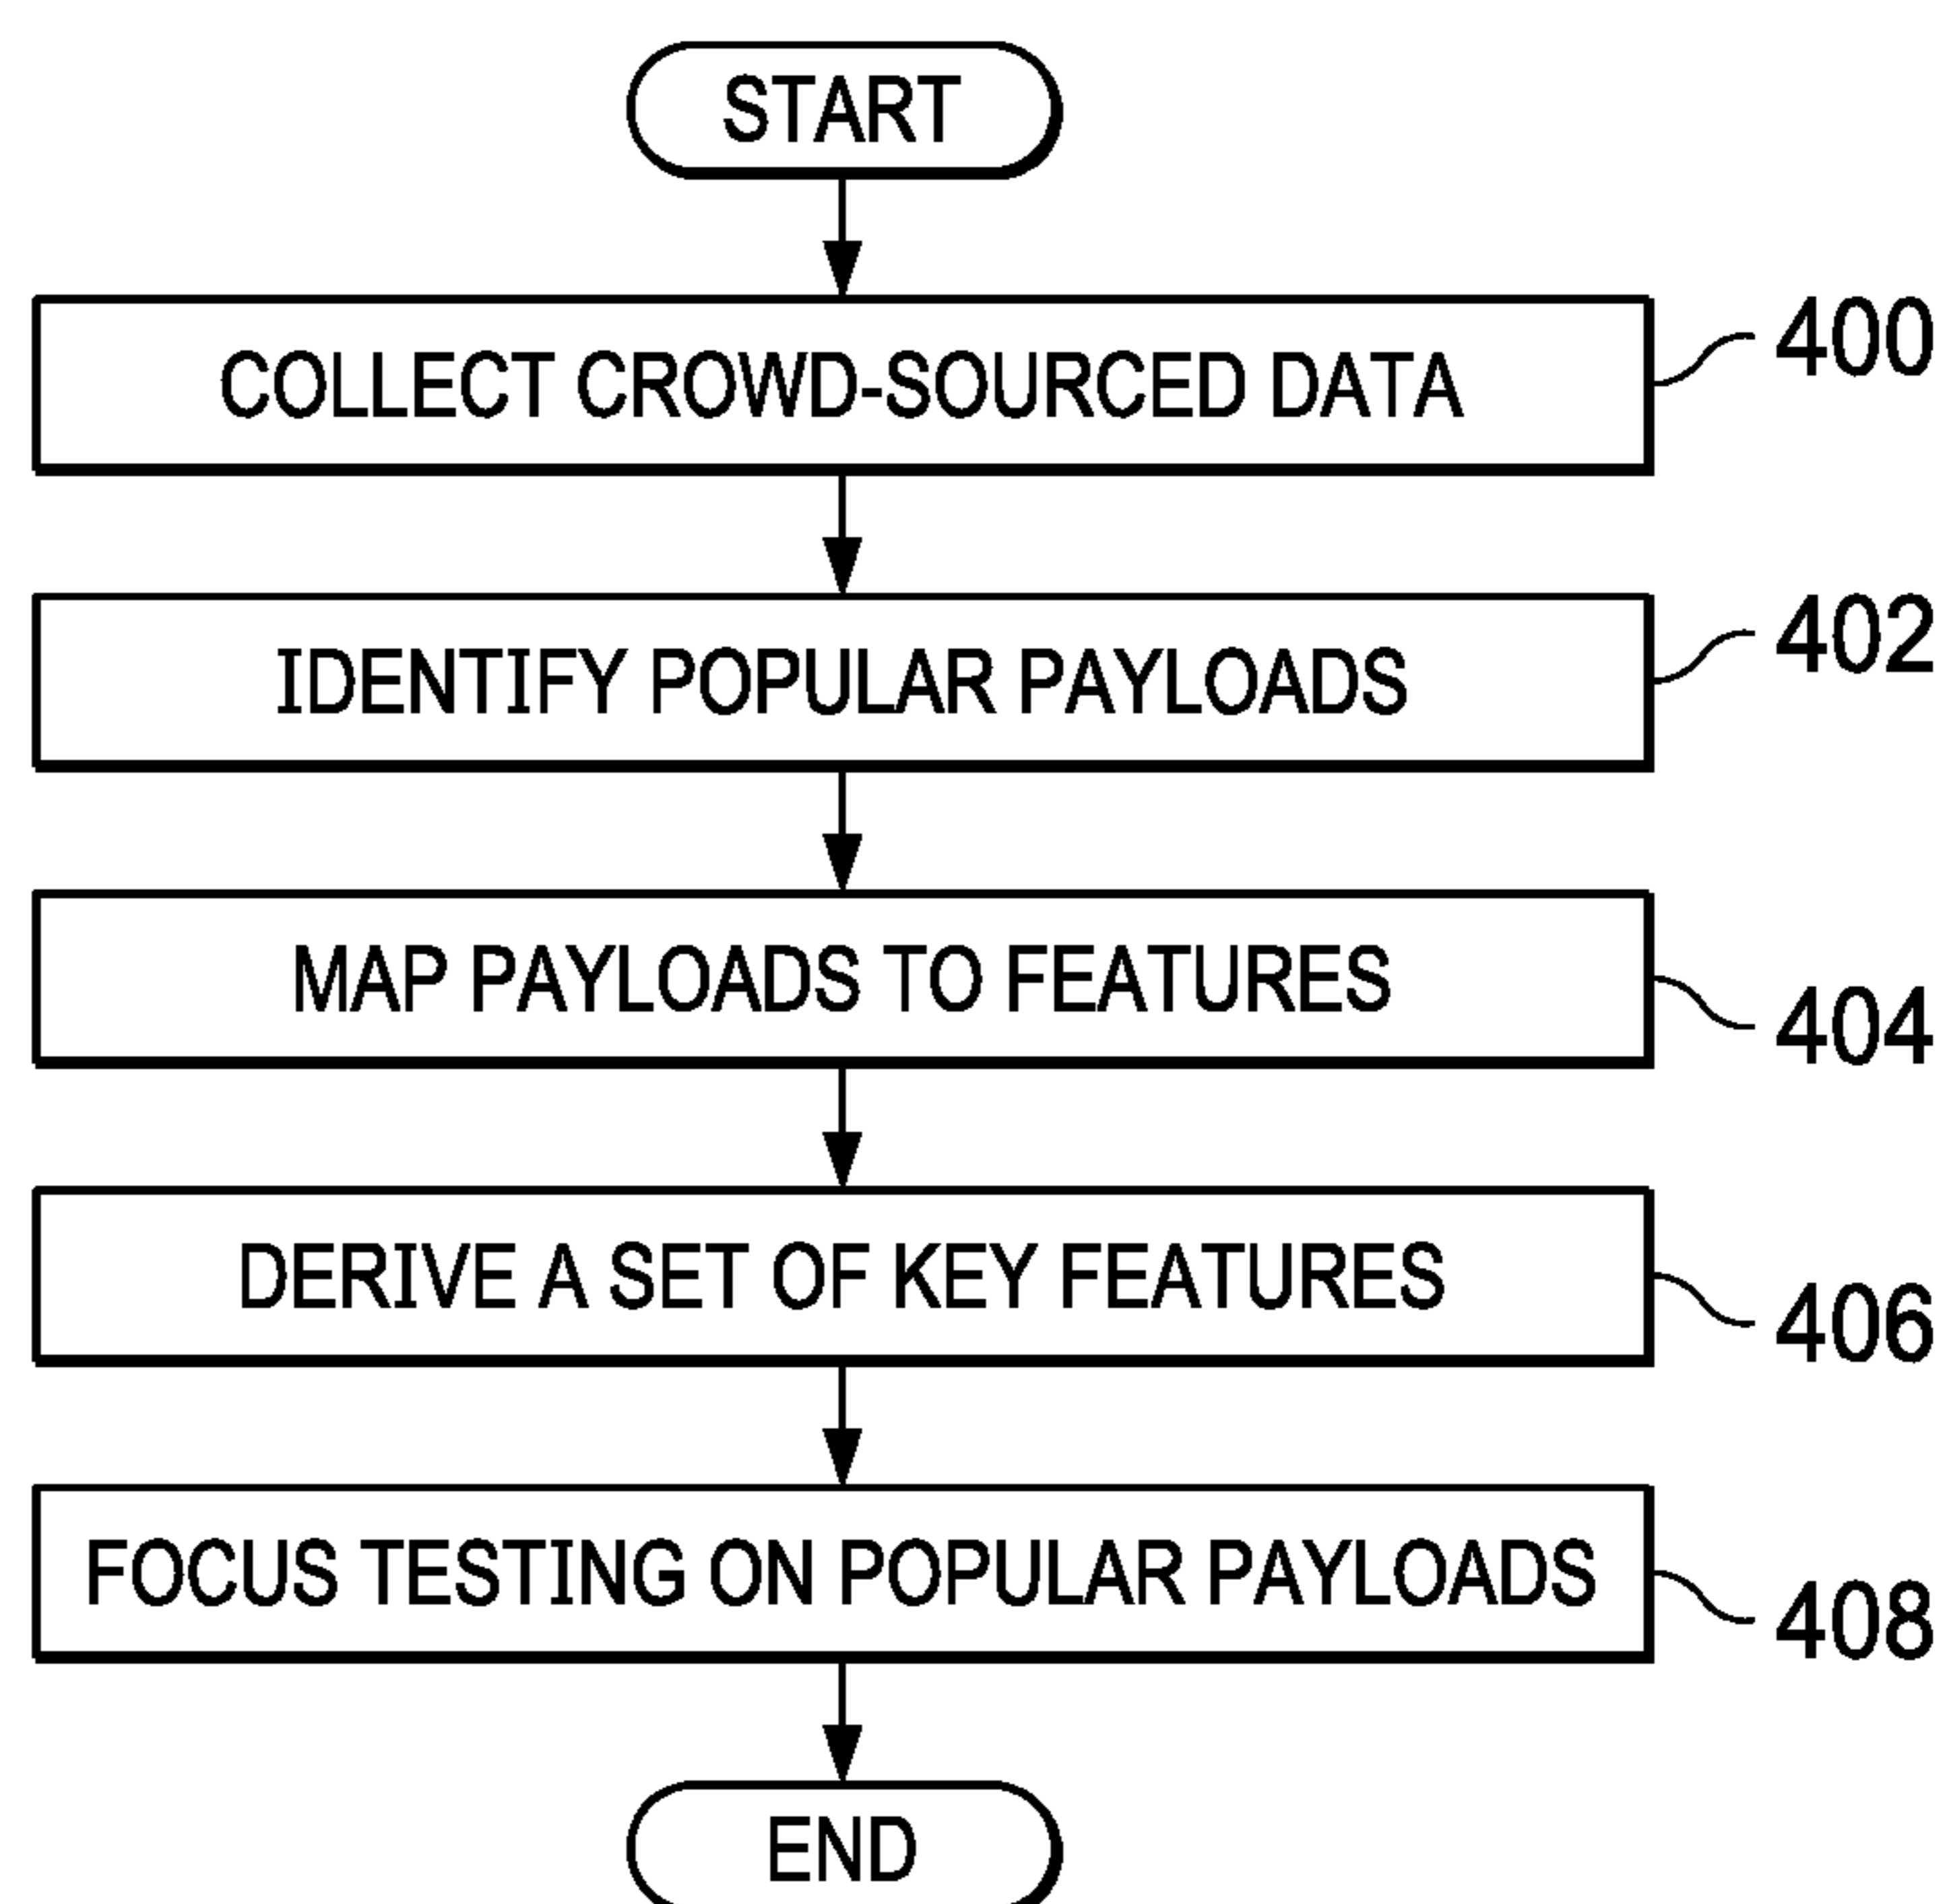 START
COLLECT CROWD-SOURCED DATA
400
IDENTIFY POPULAR PAYLOADS
402
MAP PAYLOADS TO FEATURES
404
DERIVE A SET OF KEY FEATURES
406
FOCUS TESTING ON POPULAR PAYLOADS
408
END